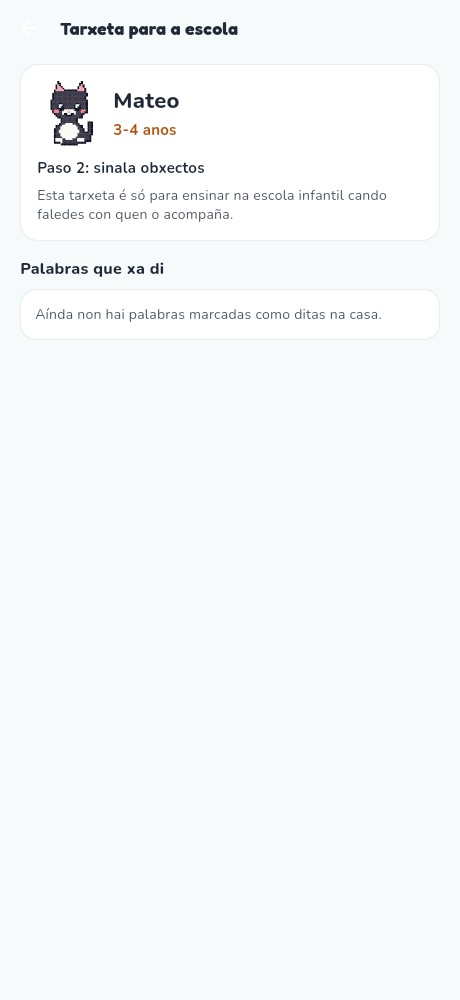 Tarxeta para a escola
Mateo
3-4 anos
Paso 2: sinala obxectos
Esta tarxeta é só para ensinar na escola infantil cando
faledes con quen o acompaña.
Palabras que xa di
Aínda non hai palabras marcadas como ditas na casa.